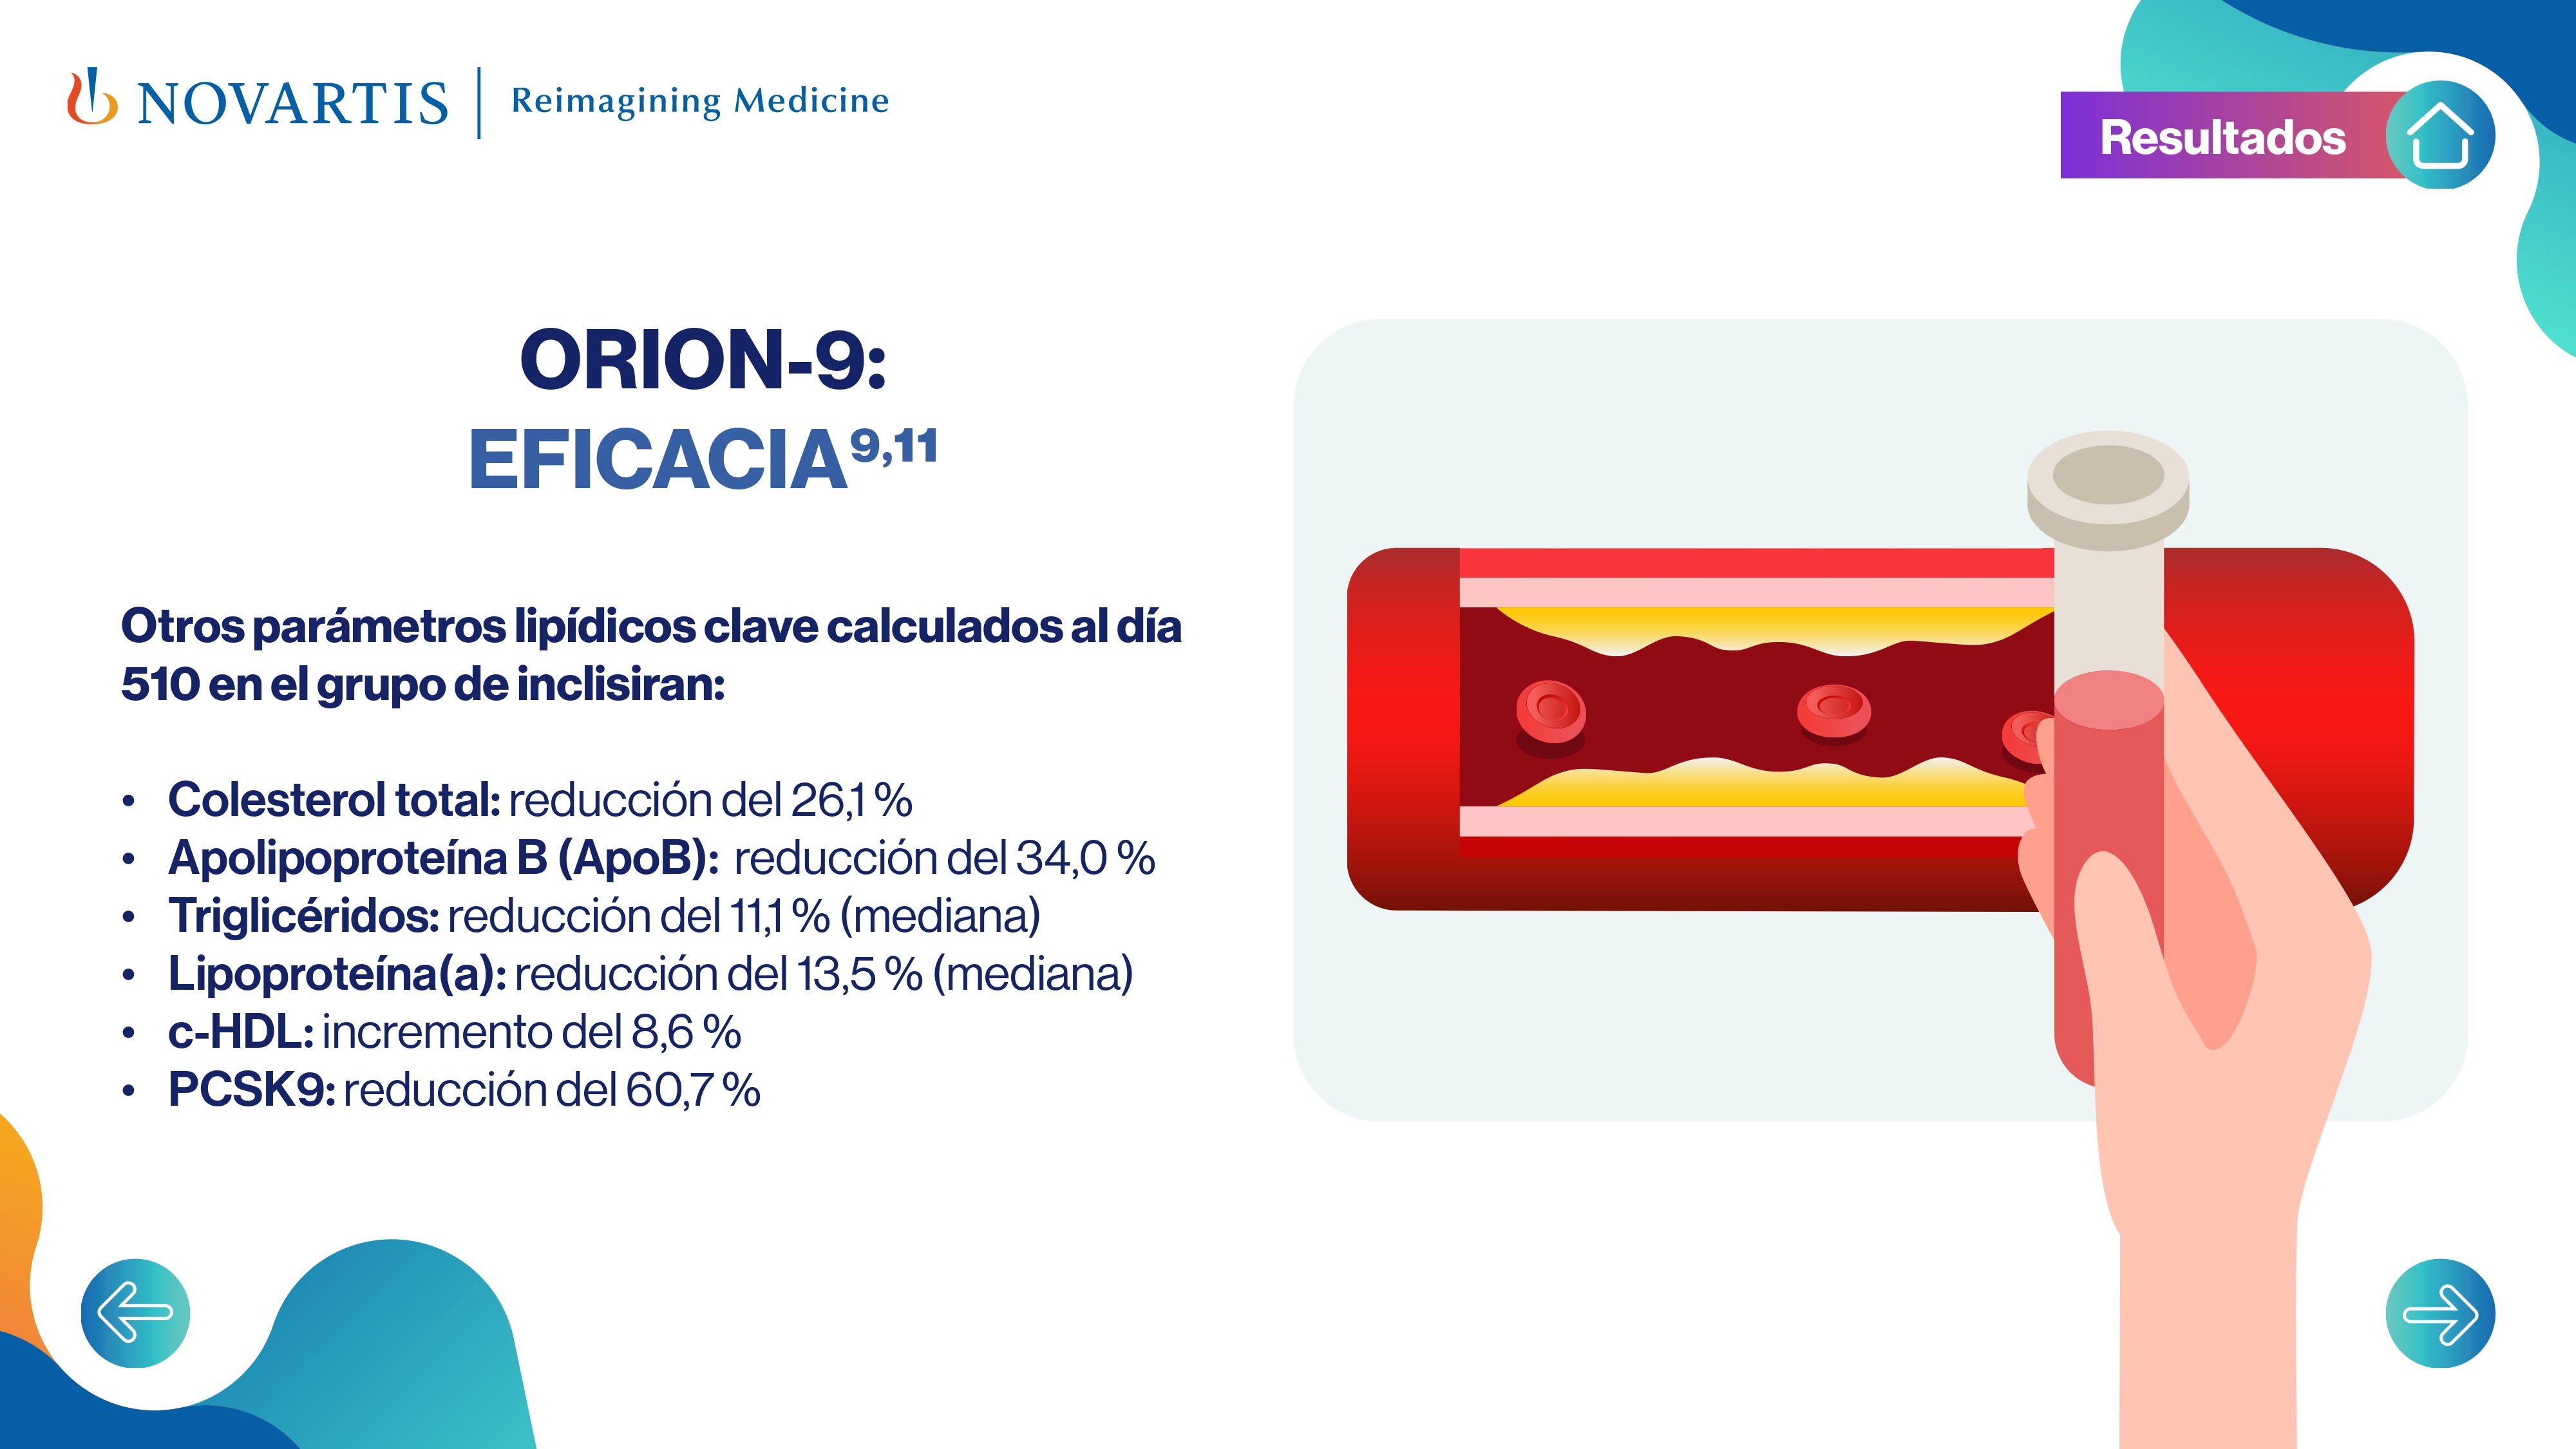 NOVARTIS | Reimagining Medicine
Resultados
ORION-9:
EFICACIA⁹,¹¹
Otros parámetros lipídicos clave calculados al día
510 en el grupo de inclisiran:
• Colesterol total: reducción del 26,1 %
• Apolipoproteína B (ApoB): reducción del 34,0 %
• Triglicéridos: reducción del 11,1 % (mediana)
• Lipoproteína(a): reducción del 13,5 % (mediana)
• c-HDL: incremento del 8,6 %
• PCSK9: reducción del 60,7 %